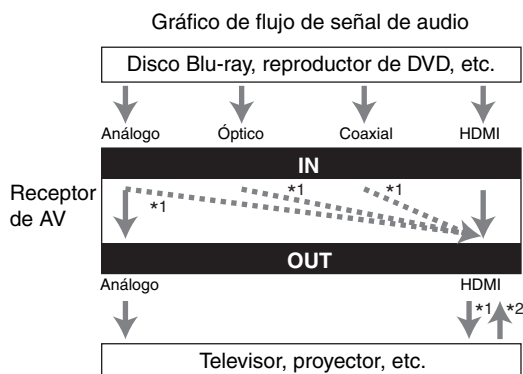 Gráfico de flujo de señal de audio
Disco Blu-ray, reproductor de DVD, etc.
Análogo Óptico Coaxial HDMI
IN
*1 *1
Receptor de AV
*1
OUT
Análogo HDMI
*1 *2
Televisor, proyector, etc.